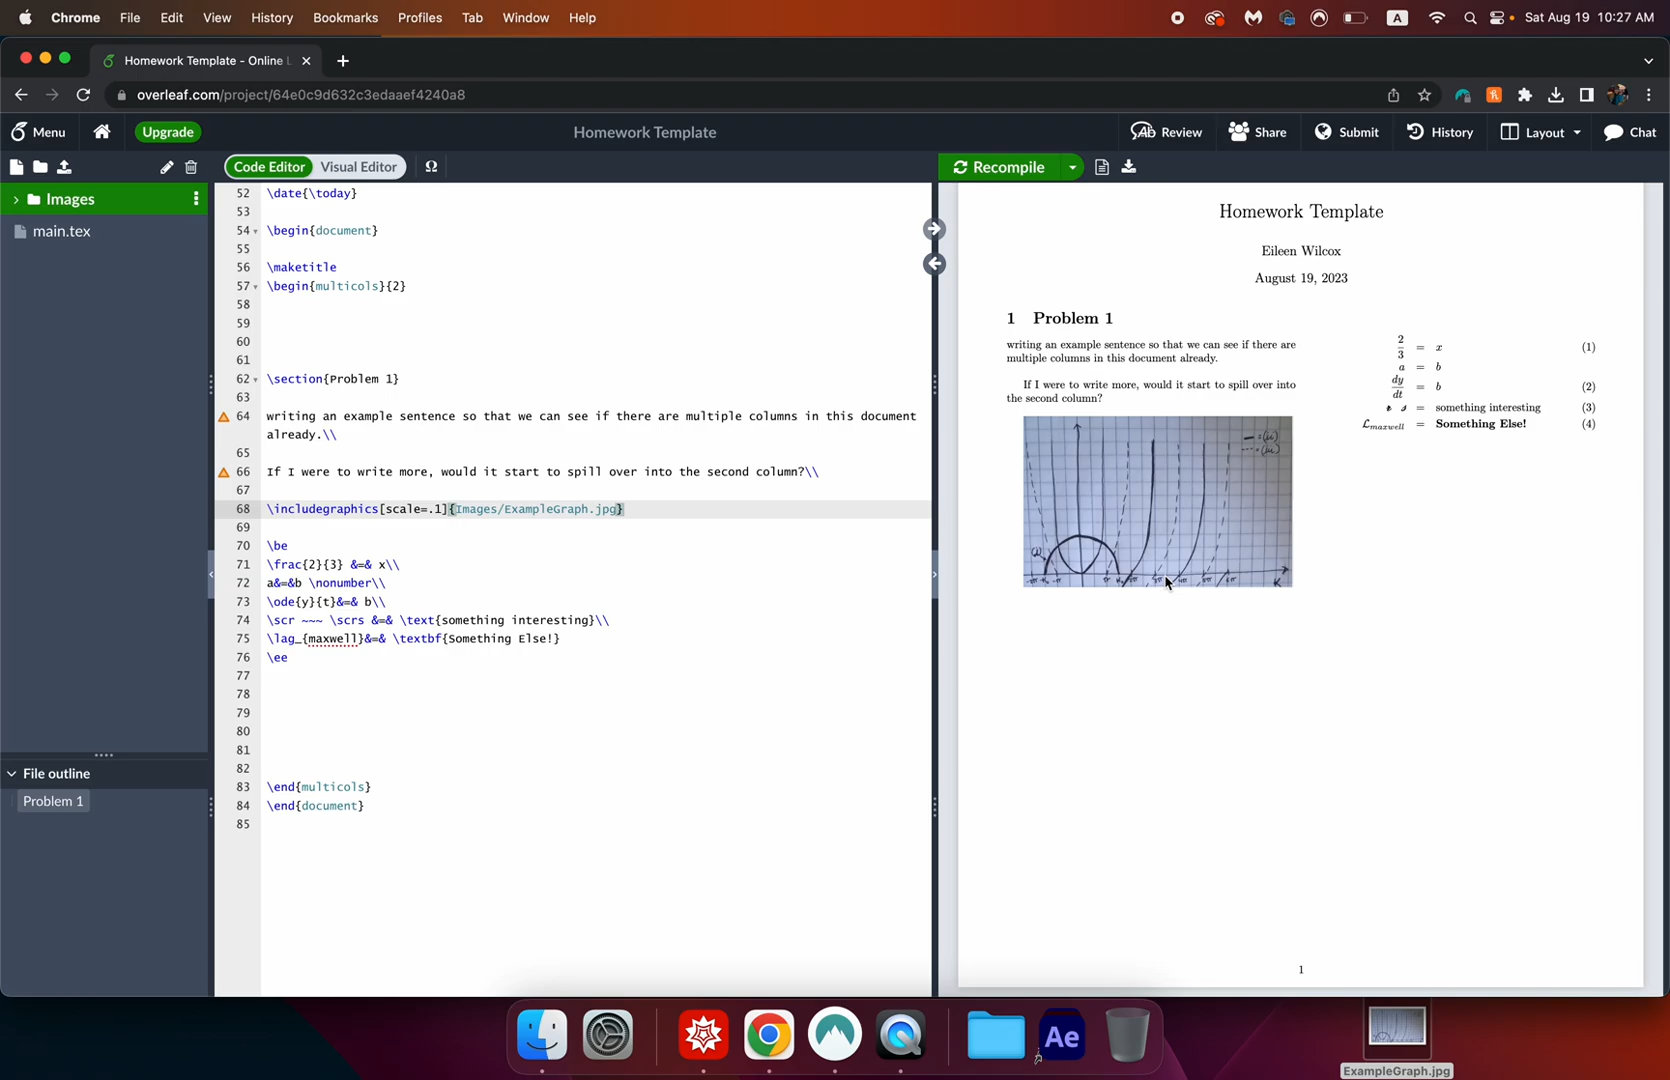 Chrome File Edit View History Bookmarks Profiles Tab Window Help A Sat Aug 19 10:27 AM
Homework Template - Online L
overleaf.com/project/64e0c9d632c3edaaef4240a8
Menu Upgrade Homework Template Review Share Submit History Layout Chat
Code Editor Visual Editor Ω Recompile
Images
main.tex
File outline
Problem 1
52 \date{\today}
53
54 \begin{document}
55
56 \maketitle
57 \begin{multicols}{2}
58
59
60
61
62 \section{Problem 1}
63
64 writing an example sentence so that we can see if there are multiple columns in this document
already.\\
65
66 If I were to write more, would it start to spill over into the second column?\\
67
68 \includegraphics[scale=.1]{Images/ExampleGraph.jpg}
69
70 \be
71 \frac{2}{3} &=& x\\
72 a&=&b \nonumber\\
73 \ode{y}{t}&=& b\\
74 \scr ~~~ \scrs &=& \text{something interesting}\\
75 \lag_{maxwell}&=& \textbf{Something Else!}
76 \ee
77
78
79
80
81
82
83 \end{multicols}
84 \end{document}
85
Homework Template
Eileen Wilcox
August 19, 2023
1 Problem 1
writing an example sentence so that we can see if there are
multiple columns in this document already.
If I were to write more, would it start to spill over into
the second column?
2/3 = x (1)
a = b
dy/dt = b (2)
= something interesting (3)
ℒmaxwell = Something Else! (4)
1
Ae
ExampleGraph.jpg